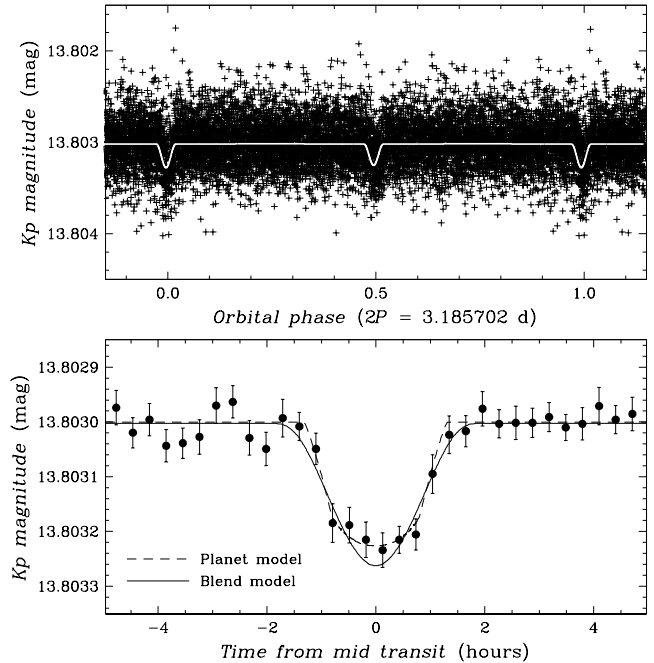 13.802
13.803
13.804
Kp magnitude (mag)
0.0 0.5 1.0
Orbital phase (2P = 3.185702 d)
13.8029
13.8030
13.8031
13.8032
13.8033
Kp magnitude (mag)
Planet model
Blend model
−4 −2 0 2 4
Time from mid transit (hours)